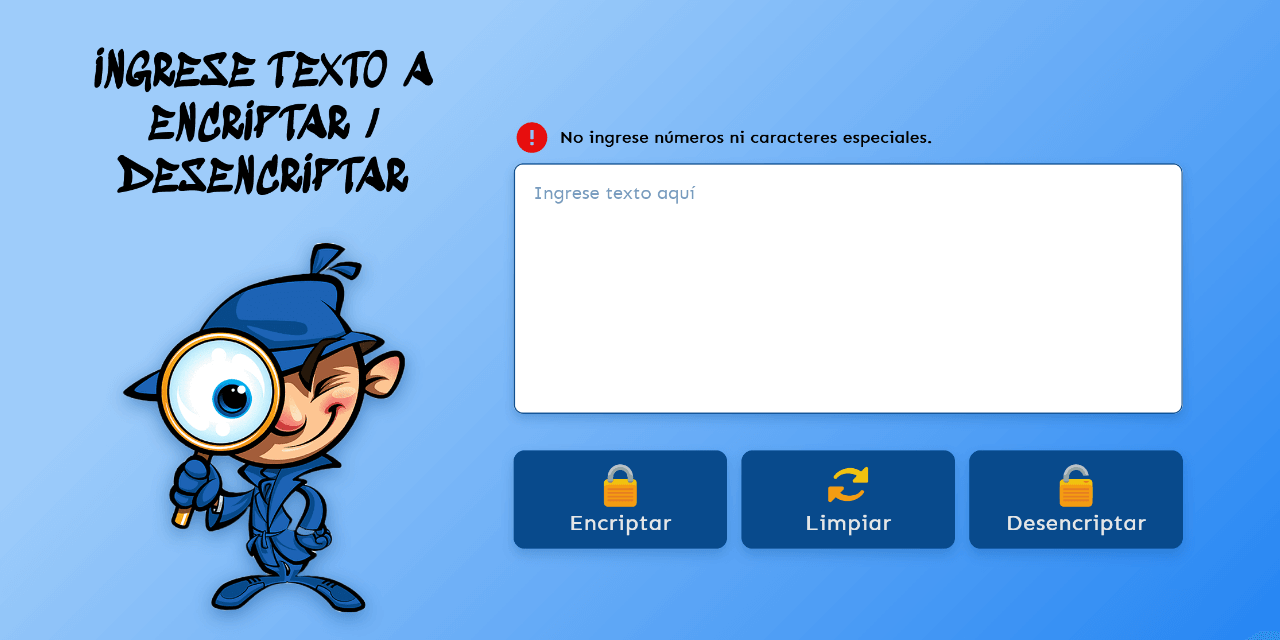 INGRESE TEXTO A
ENCRIPTAR /
DESENCRIPTAR
No ingrese números ni caracteres especiales.
Ingrese texto aquí
Encriptar
Limpiar
Desencriptar